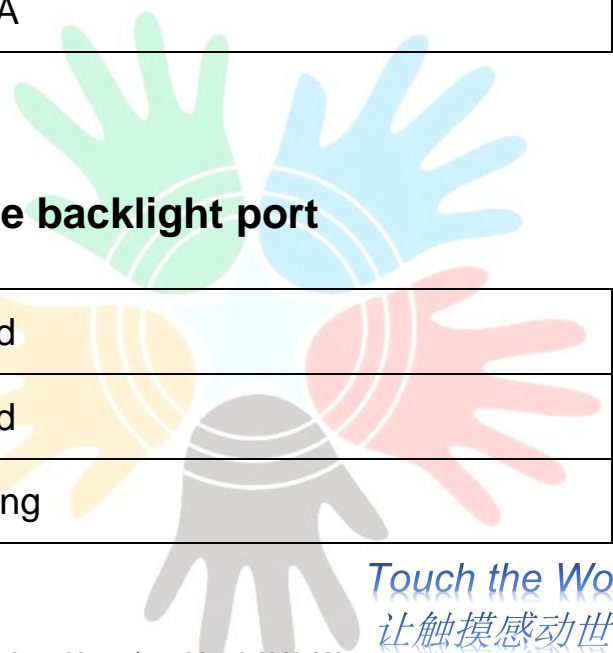 A
e backlight port
d
d
ng
Touch the Wo
让触摸感动世